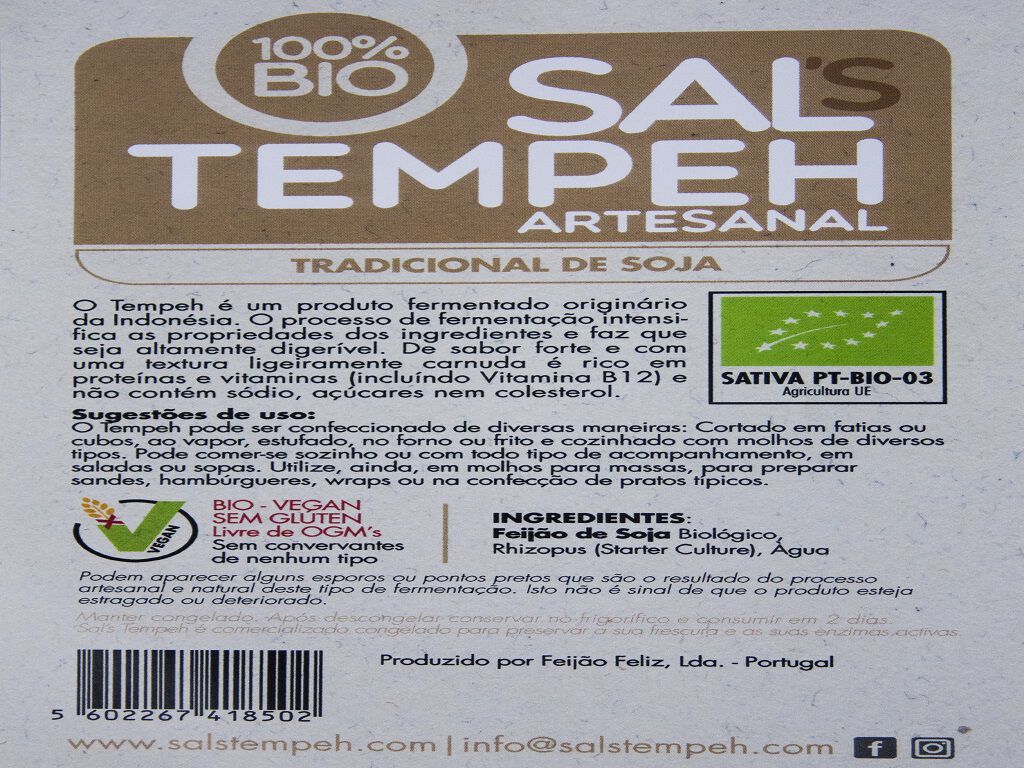 100%
BIO
SAL'S
TEMPEH
ARTESANAL
TRADICIONAL DE SOJA
O Tempeh é um produto fermentado originário
da Indonésia. O processo de fermentação intensi-
fica as propriedades dos ingredientes e faz que
seja altamente digerível. De sabor forte e com
uma textura ligeiramente carnuda é rico em
proteínas e vitaminas (incluíndo Vitamina B12) e
não contém sódio, açúcares nem colesterol.
SATIVA PT-BIO-03
Agricultura UE
Sugestões de uso:
O Tempeh pode ser confeccionado de diversas maneiras: Cortado em fatias ou
cubos, ao vapor, estufado, no forno ou frito e cozinhado com molhos de diversos
tipos. Pode comer-se sozinho ou com todo tipo de acompanhamento, em
saladas ou sopas. Utilize, ainda, em molhos para massas, para preparar
sandes, hambúrgueres, wraps ou na confecção de pratos típicos.
VEGAN
BIO - VEGAN
SEM GLÚTEN
Livre de OGM's
Sem convervantes
de nenhum tipo
INGREDIENTES:
Feijão de Soja Biológico,
Rhizopus (Starter Culture), Água
Podem aparecer alguns esporos ou pontos pretos que são o resultado do processo
artesanal e natural deste tipo de fermentação. Isto não é sinal de que o produto esteja
estragado ou deteriorado.
Manter congelado. Após descongelar conservar no frigorífico e consumir em 2 dias.
Sal's Tempeh é comercializado congelado para preservar a sua frescura e as suas enzimas activas.
Produzido por Feijão Feliz, Lda. - Portugal
5 602267 418502
www.salstempeh.com | info@salstempeh.com